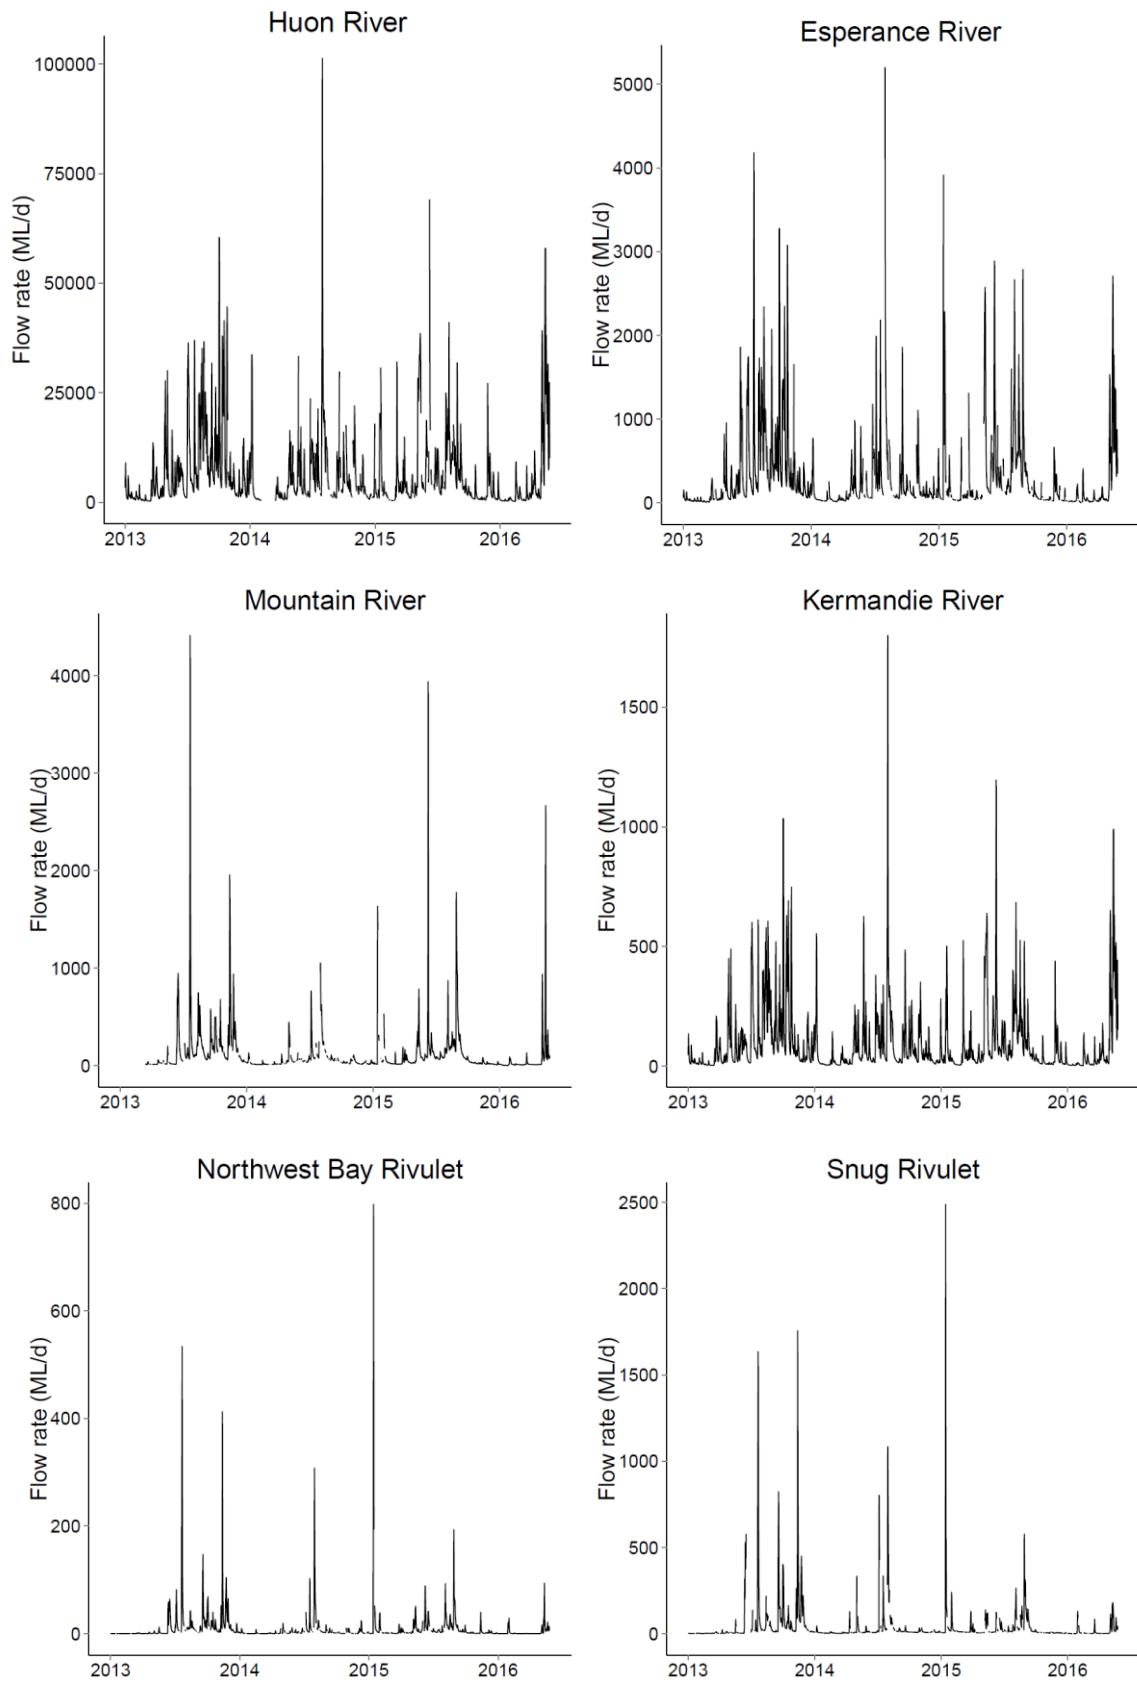 Huon River
Flow rate (ML/d)
100000
75000
50000
25000
0
2013 2014 2015 2016
Esperance River
Flow rate (ML/d)
5000
4000
3000
2000
1000
0
2013 2014 2015 2016
Mountain River
Flow rate (ML/d)
4000
3000
2000
1000
0
2013 2014 2015 2016
Kermandie River
Flow rate (ML/d)
1500
1000
500
0
2013 2014 2015 2016
Northwest Bay Rivulet
Flow rate (ML/d)
800
600
400
200
0
2013 2014 2015 2016
Snug Rivulet
Flow rate (ML/d)
2500
2000
1500
1000
500
0
2013 2014 2015 2016